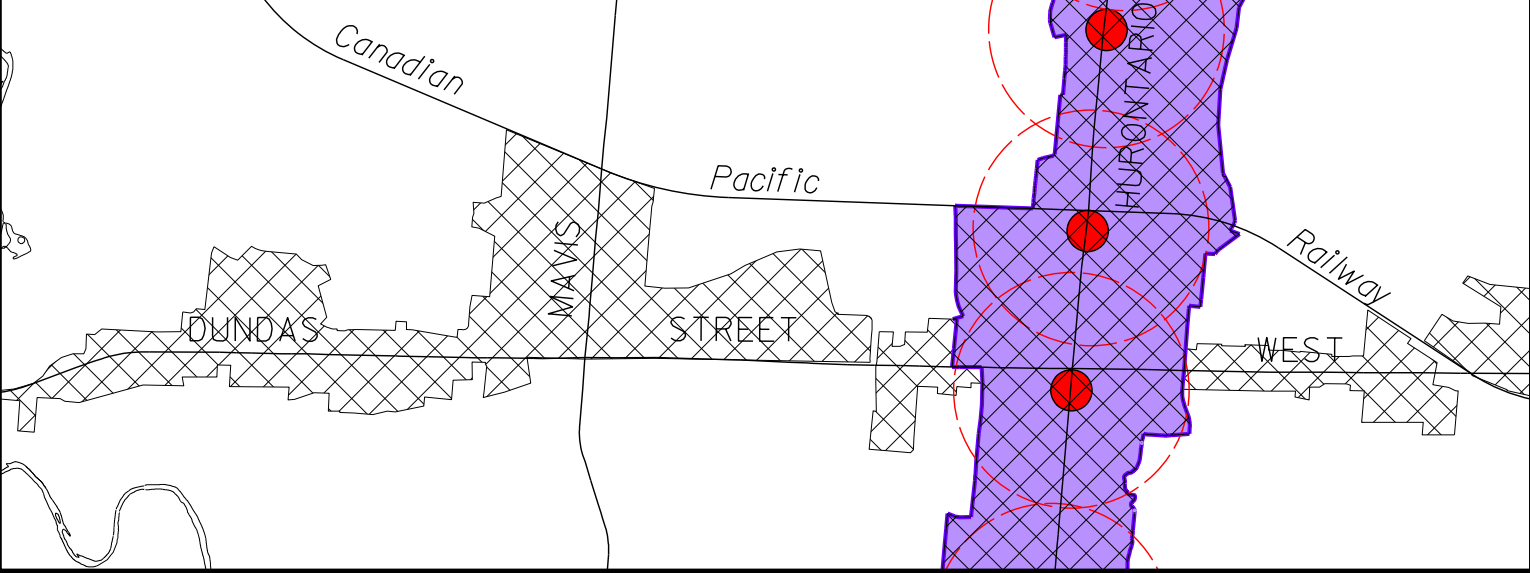 HURONTARIO
Canadian
Pacific
Railway
MAVIS
DUNDAS STREET WEST